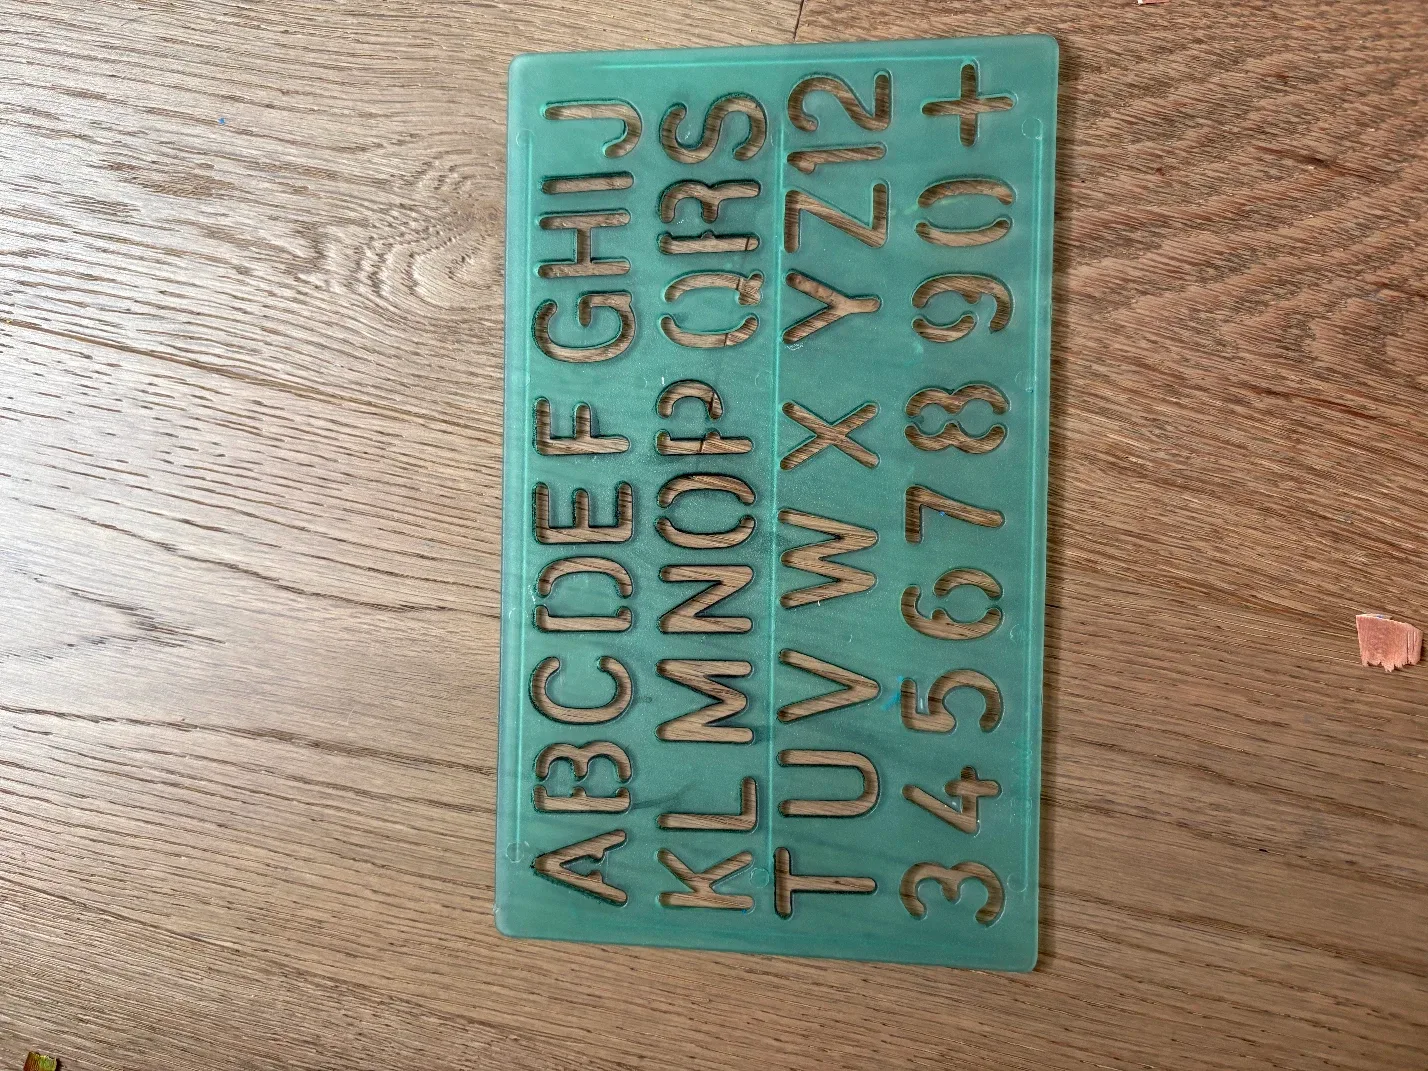 ABCDEFGHIJ
KLMNOPQRS
TUVWXYZ12
34567890+